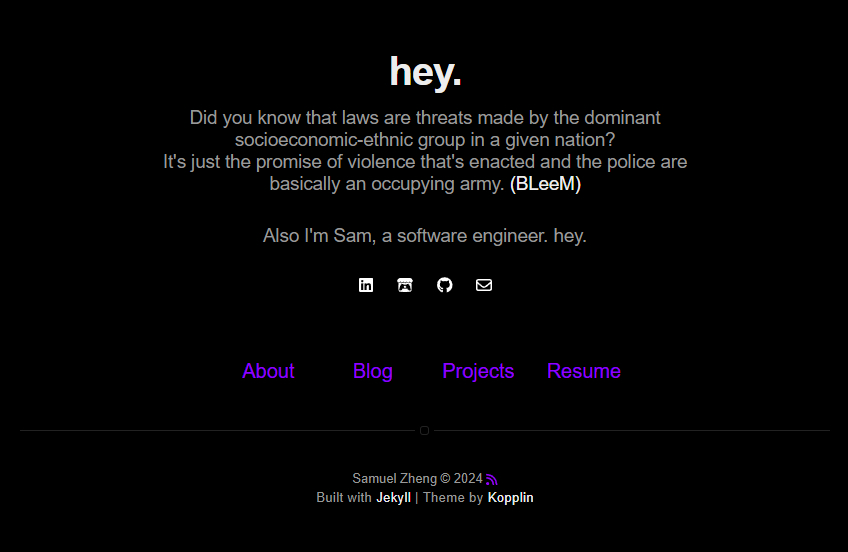 hey.
Did you know that laws are threats made by the dominant
socioeconomic-ethnic group in a given nation?
It's just the promise of violence that's enacted and the police are
basically an occupying army. (BLeeM)
Also I'm Sam, a software engineer. hey.
About Blog Projects Resume
Samuel Zheng © 2024
Built with Jekyll | Theme by Kopplin